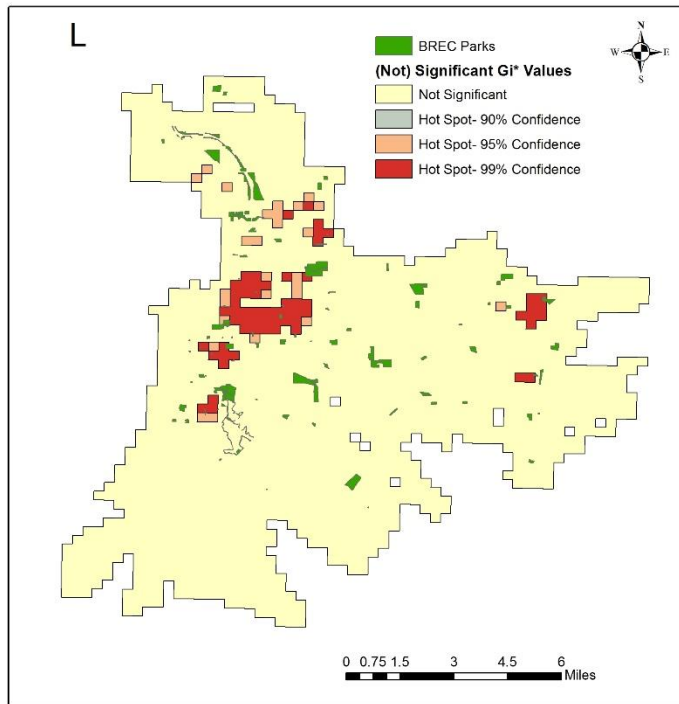 L
BREC Parks
(Not) Significant Gi* Values
Not Significant
Hot Spot- 90% Confidence
Hot Spot- 95% Confidence
Hot Spot- 99% Confidence
N
W E
S
0 0.75 1.5 3 4.5 6
Miles